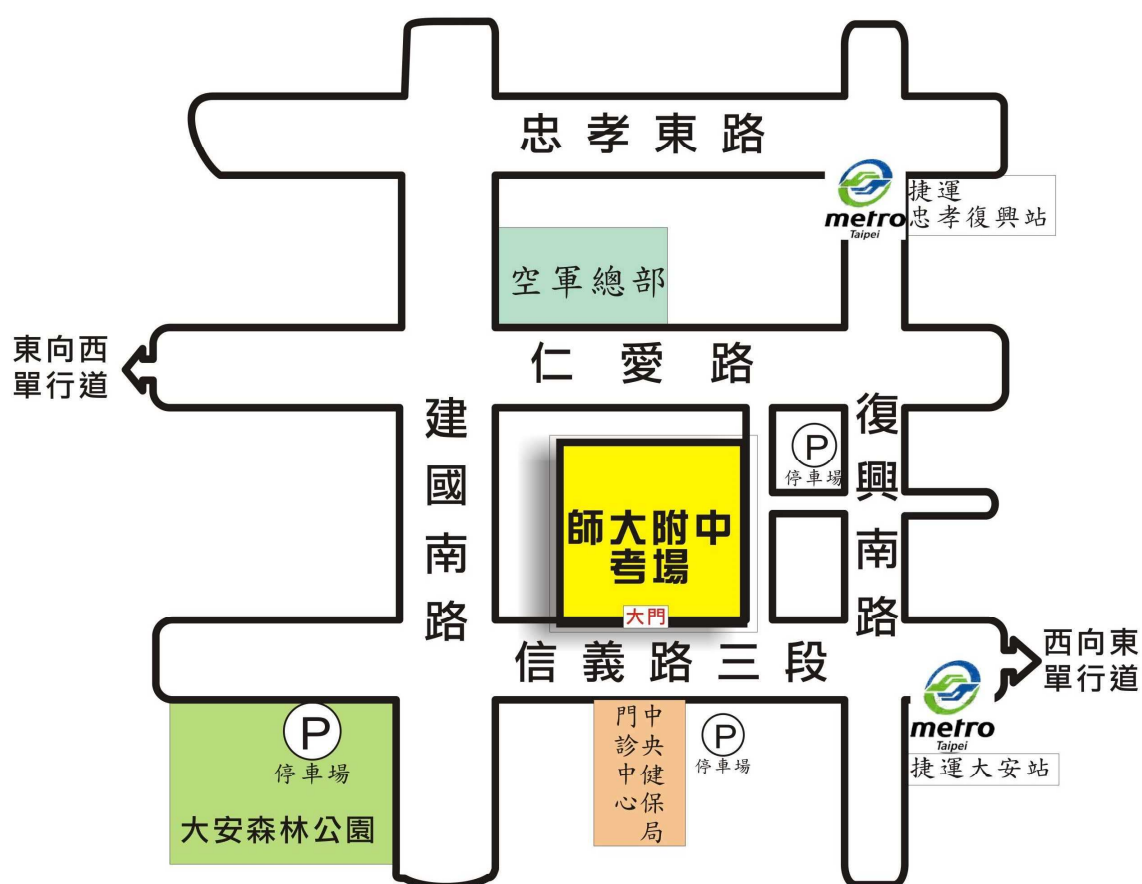 忠孝東路
metro
Taipei
捷運
忠孝復興站
空軍總部
東向西
單行道
仁愛路
建國南路
復興南路
P
停車場
師大附中
考場
大門
信義路三段
西向東
單行道
metro
Taipei
捷運大安站
P
停車場
大安森林公園
中央健保局
門診中心
P
停車場